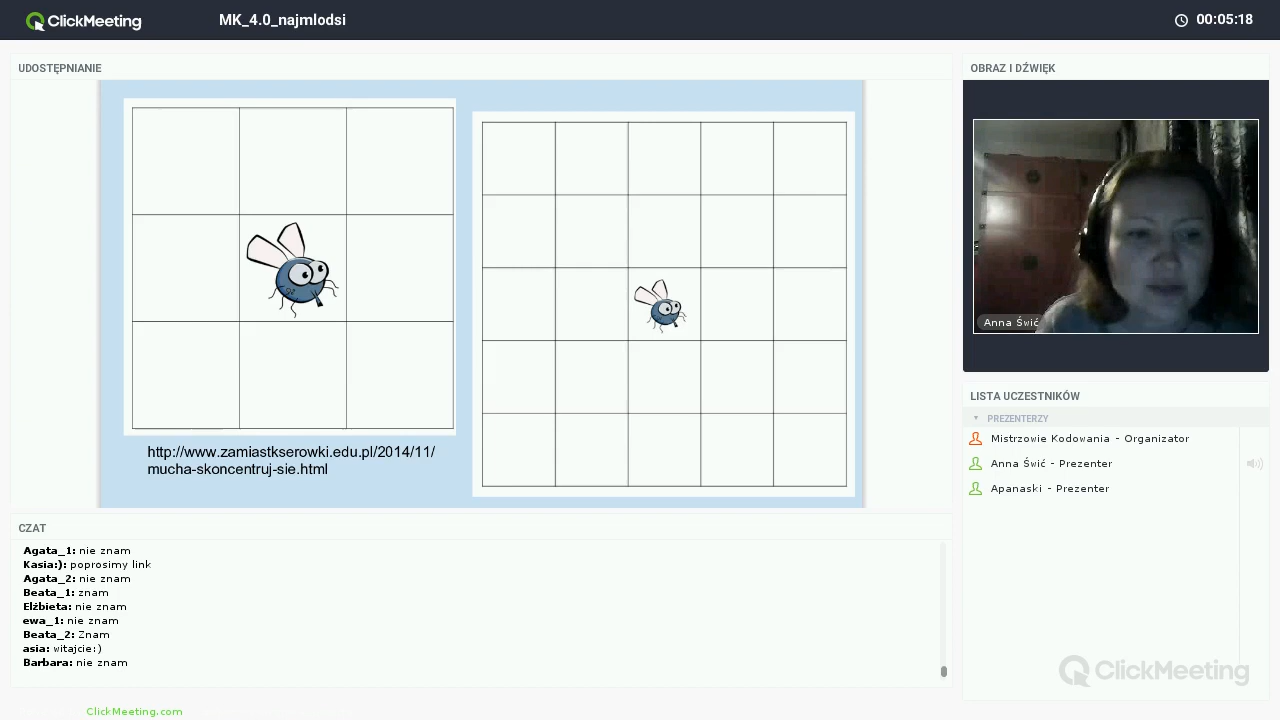 ClickMeeting
MK_4.0_najmlodsi
00:05:18
UDOSTĘPNIANIE
http://www.zamiastkserowki.edu.pl/2014/11/
mucha-skoncentruj-sie.html
OBRAZ I DŹWIĘK
Anna Świć
LISTA UCZESTNIKÓW
PREZENTERZY
Mistrzowie Kodowania - Organizator
Anna Świć - Prezenter
Apanaski - Prezenter
CZAT
Agata_1: nie znam
Kasia:): poprosimy link
Agata_2: nie znam
Beata_1: znam
Elżbieta: nie znam
ewa_1: nie znam
Beata_2: Znam
asia: witajcie:)
Barbara: nie znam
ClickMeeting
ClickMeeting.com